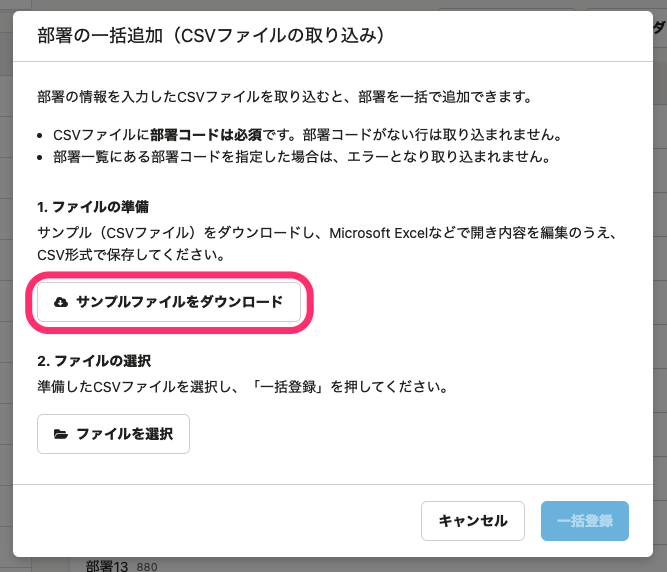 部署の一括追加（CSVファイルの取り込み）
部署の情報を入力したCSVファイルを取り込むと、部署を一括で追加できます。
• CSVファイルに部署コードは必須です。部署コードがない行は取り込まれません。
• 部署一覧にある部署コードを指定した場合は、エラーとなり取り込まれません。
1. ファイルの準備
サンプル（CSVファイル）をダウンロードし、Microsoft Excelなどで開き内容を編集のうえ、
CSV形式で保存してください。
サンプルファイルをダウンロード
2. ファイルの選択
準備したCSVファイルを選択し、「一括登録」を押してください。
ファイルを選択
キャンセル
一括登録
部署13 880